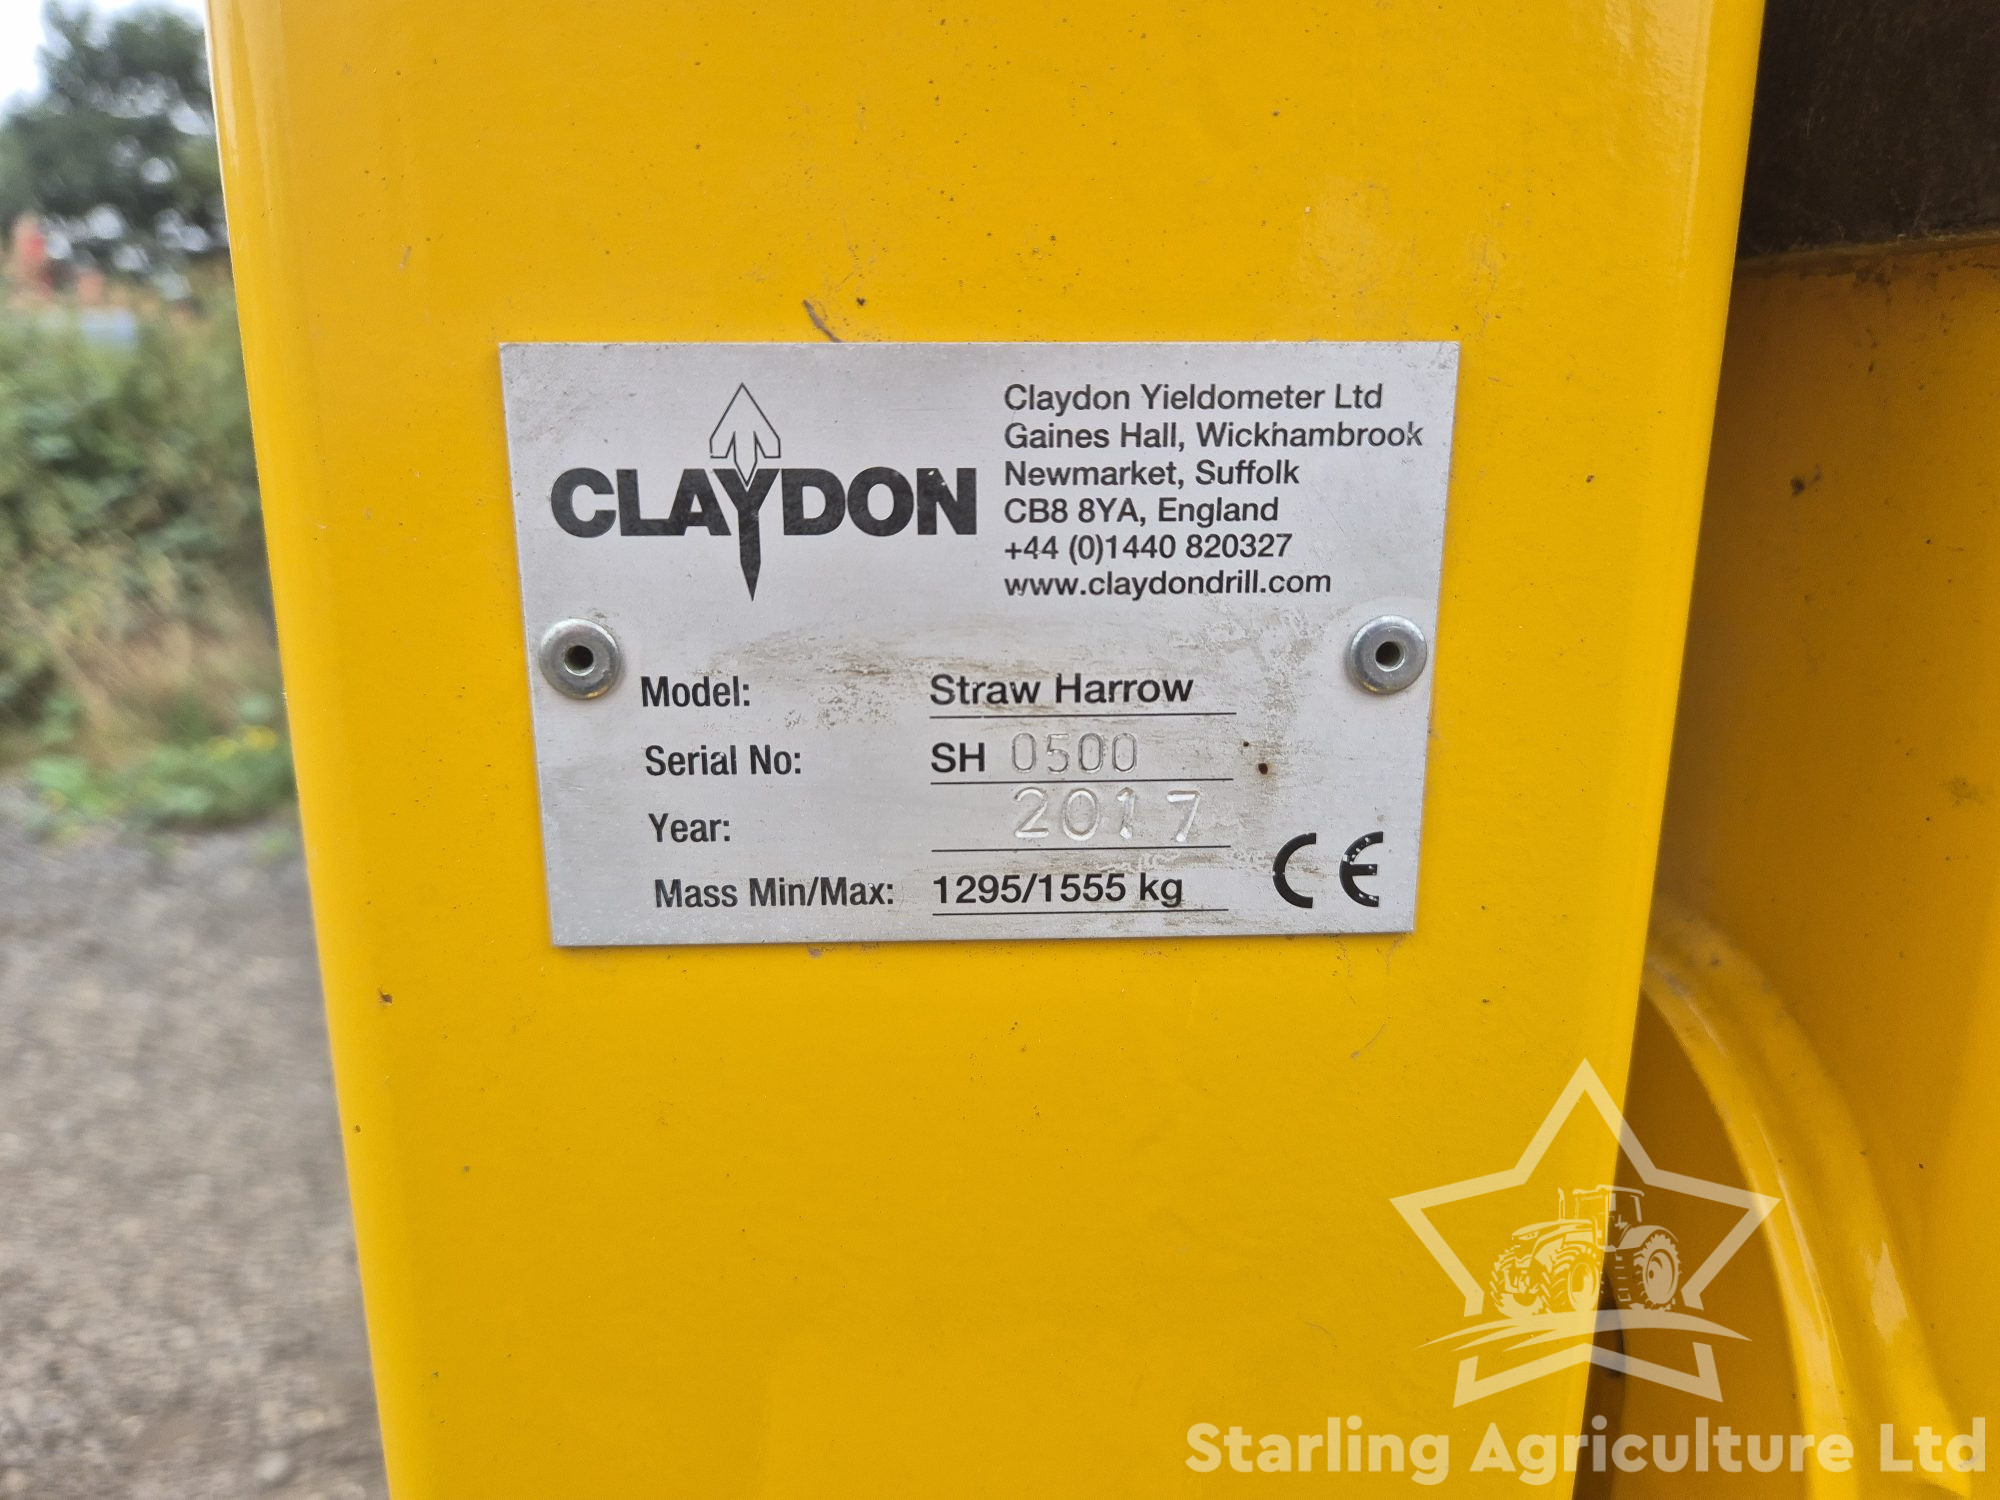 CLAYDON
Claydon Yieldometer Ltd
Gaines Hall, Wickhambrook
Newmarket, Suffolk
CB8 8YA, England
+44 (0)1440 820327
www.claydondrill.com
Model: Straw Harrow
Serial No: SH 0500
Year: 2017
Mass Min/Max: 1295/1555 kg
CE
Starling Agriculture Ltd